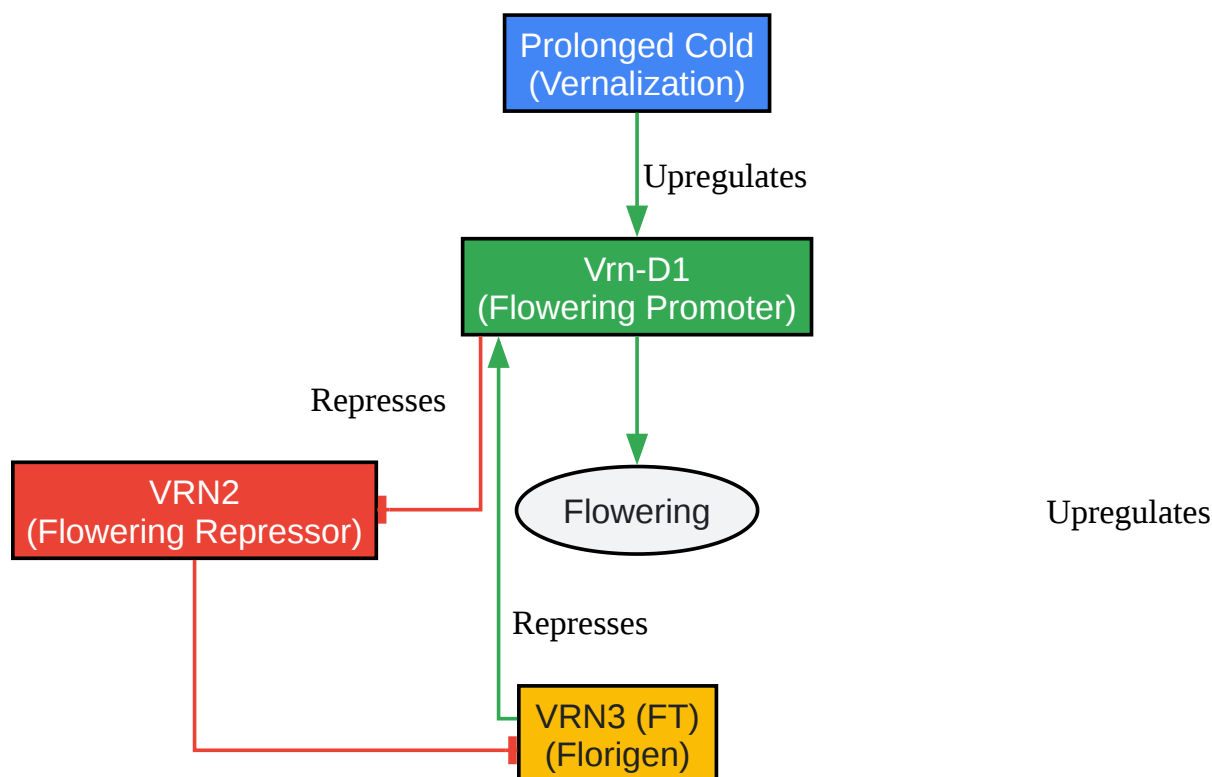 Prolonged Cold
(Vernalization)
Upregulates
Vrn-D1
(Flowering Promoter)
Represses
VRN2
(Flowering Repressor)
Flowering
Upregulates
Represses
VRN3 (FT)
(Florigen)